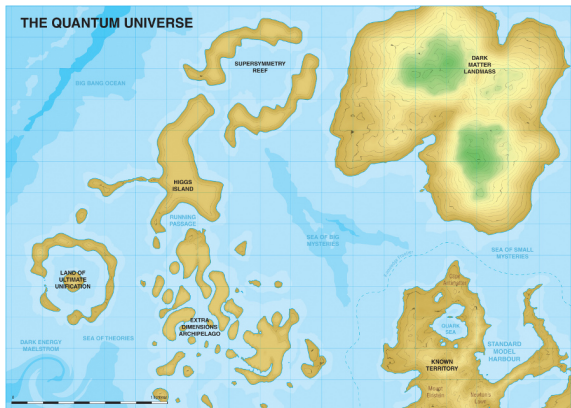 THE QUANTUM UNIVERSE
SUPERSYMMETRY
REEF
DARK
MATTER
LANDMASS
BIG BANG OCEAN
HIGGS
ISLAND
RUNNING
PASSAGE
SEA OF BIG
MYSTERIES
SEA OF SMALL
MYSTERIES
LAND OF
ULTIMATE
UNIFICATION
QUARK
SEA
EXTRA
DIMENSIONS
ARCHIPELAGO
DARK ENERGY
MAELSTROM
SEA OF THEORIES
STANDARD
MODEL
HARBOUR
KNOWN
TERRITORY